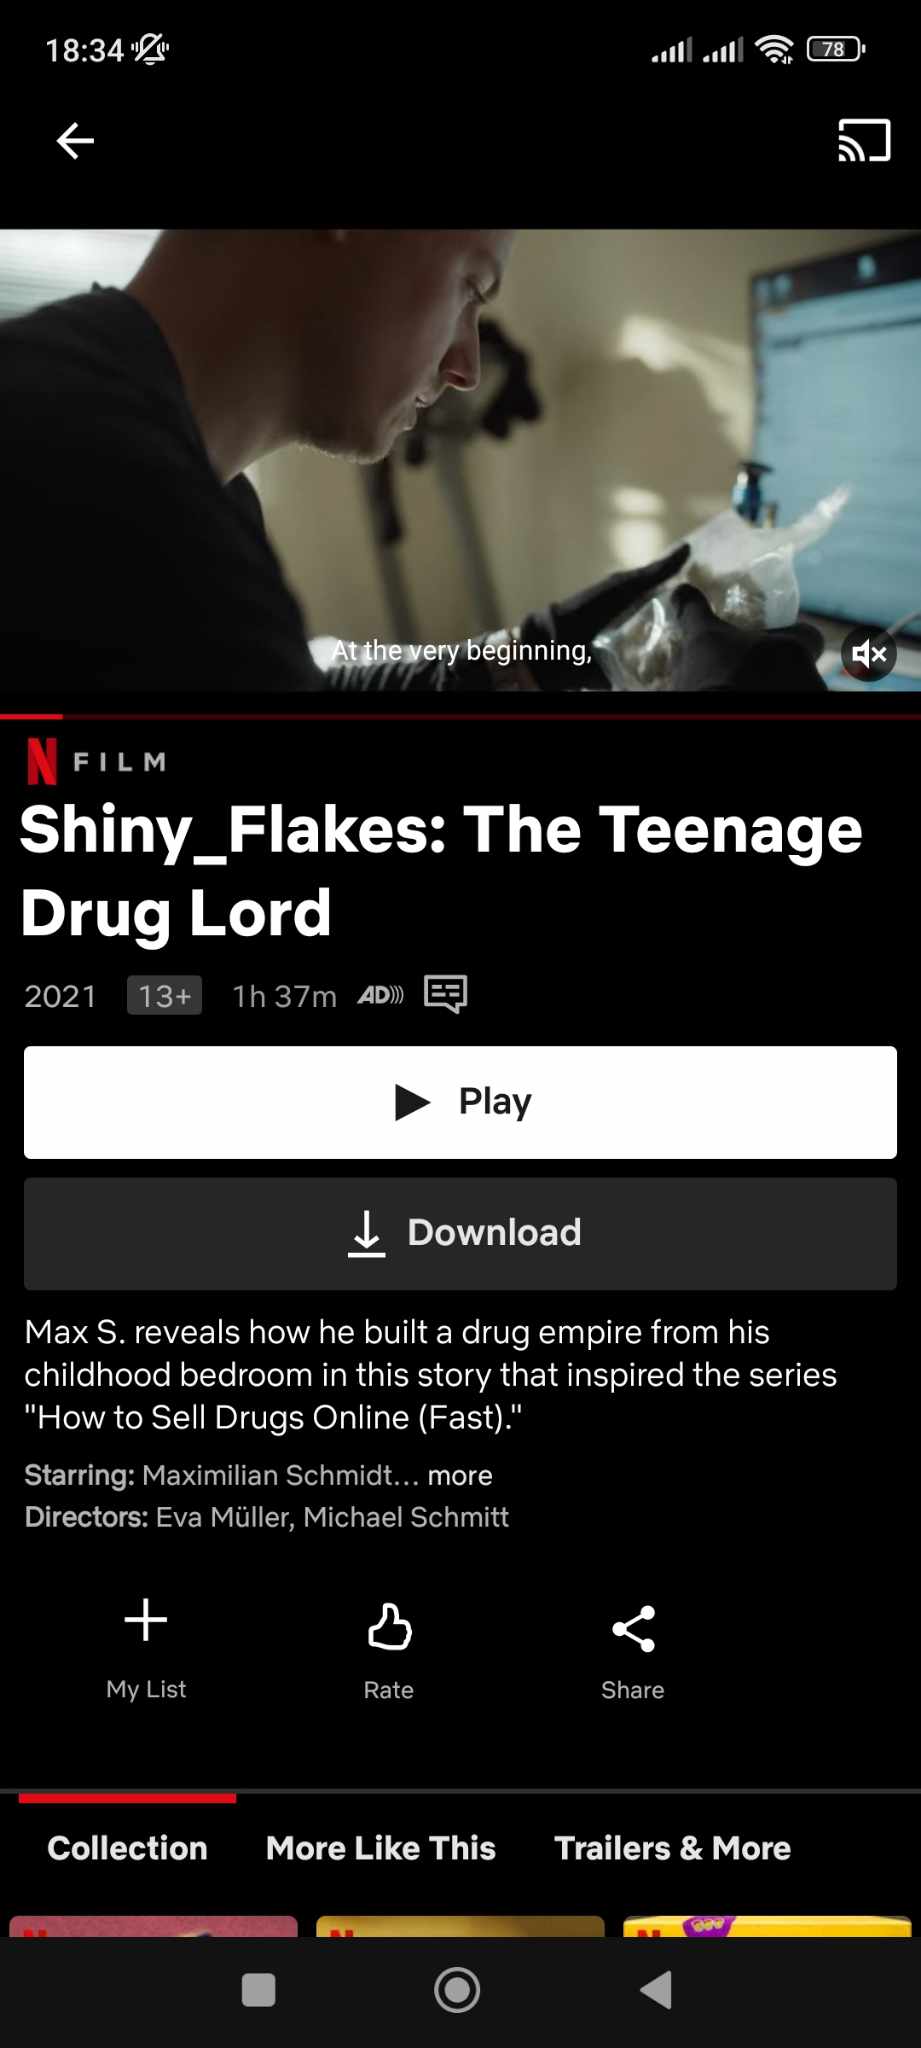 18:34
78
At the very beginning,
N FILM
Shiny_Flakes: The Teenage
Drug Lord
2021 13+ 1h 37m AD
Play
Download
Max S. reveals how he built a drug empire from his
childhood bedroom in this story that inspired the series
"How to Sell Drugs Online (Fast)."
Starring: Maximilian Schmidt... more
Directors: Eva Müller, Michael Schmitt
My List Rate Share
Collection More Like This Trailers & More
N N N